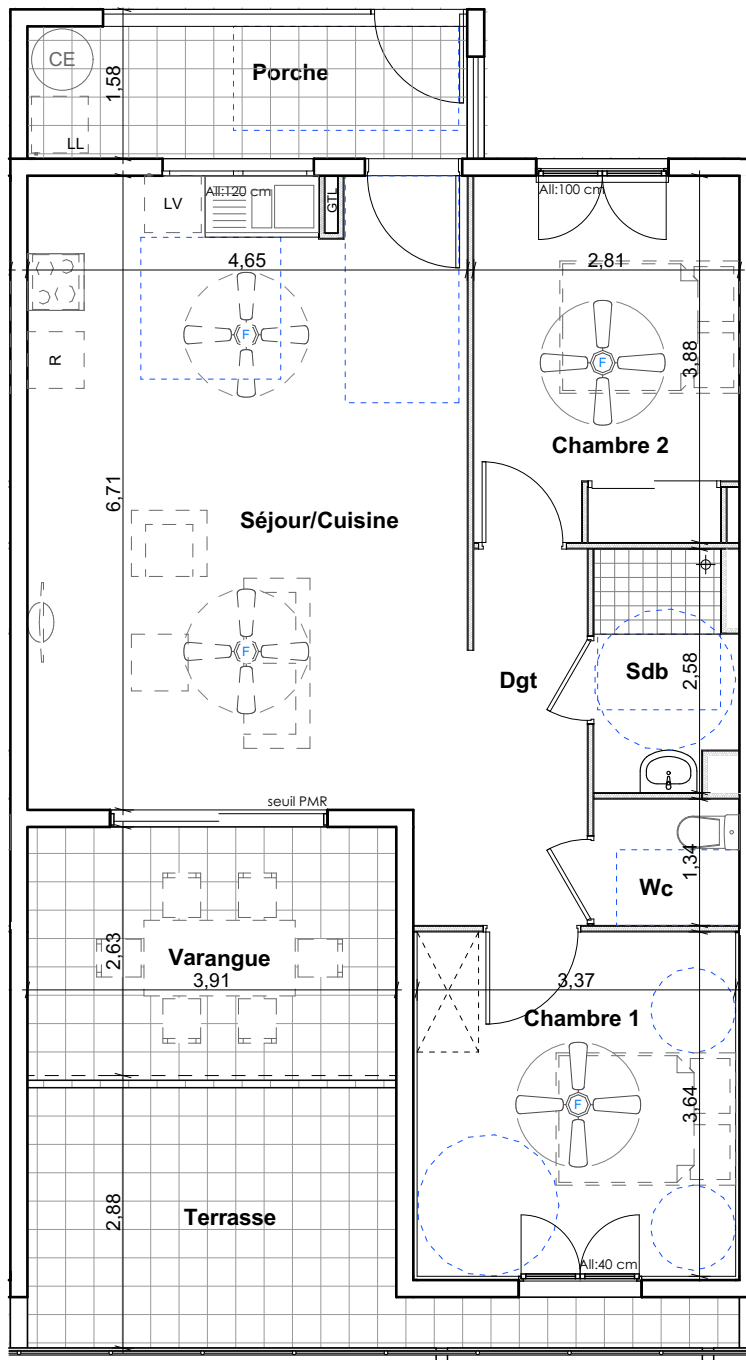 CE
Porche
1,58
LL
All:120 cm
LV
GTL
All:100 cm
4,65
2,81
F
F
R
3,88
Chambre 2
6,71
Séjour/Cuisine
F
Dgt
Sdb
2,58
seuil PMR
1,34
Wc
Varangue
2,63
3,91
3,37
Chambre 1
F
3,64
Terrasse
2,88
All:40 cm